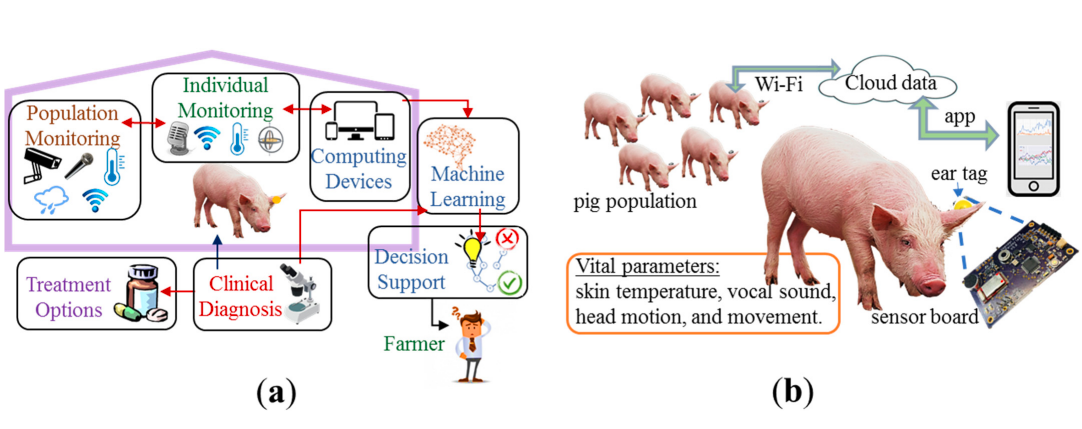 Individual
Monitoring
Population
Monitoring
Computing
Devices
Machine
Learning
Decision
Support
Treatment
Options
Clinical
Diagnosis
Farmer
(a)
Wi-Fi
Cloud data
app
pig population
ear tag
Vital parameters:
skin temperature, vocal sound,
head motion, and movement.
sensor board
(b)